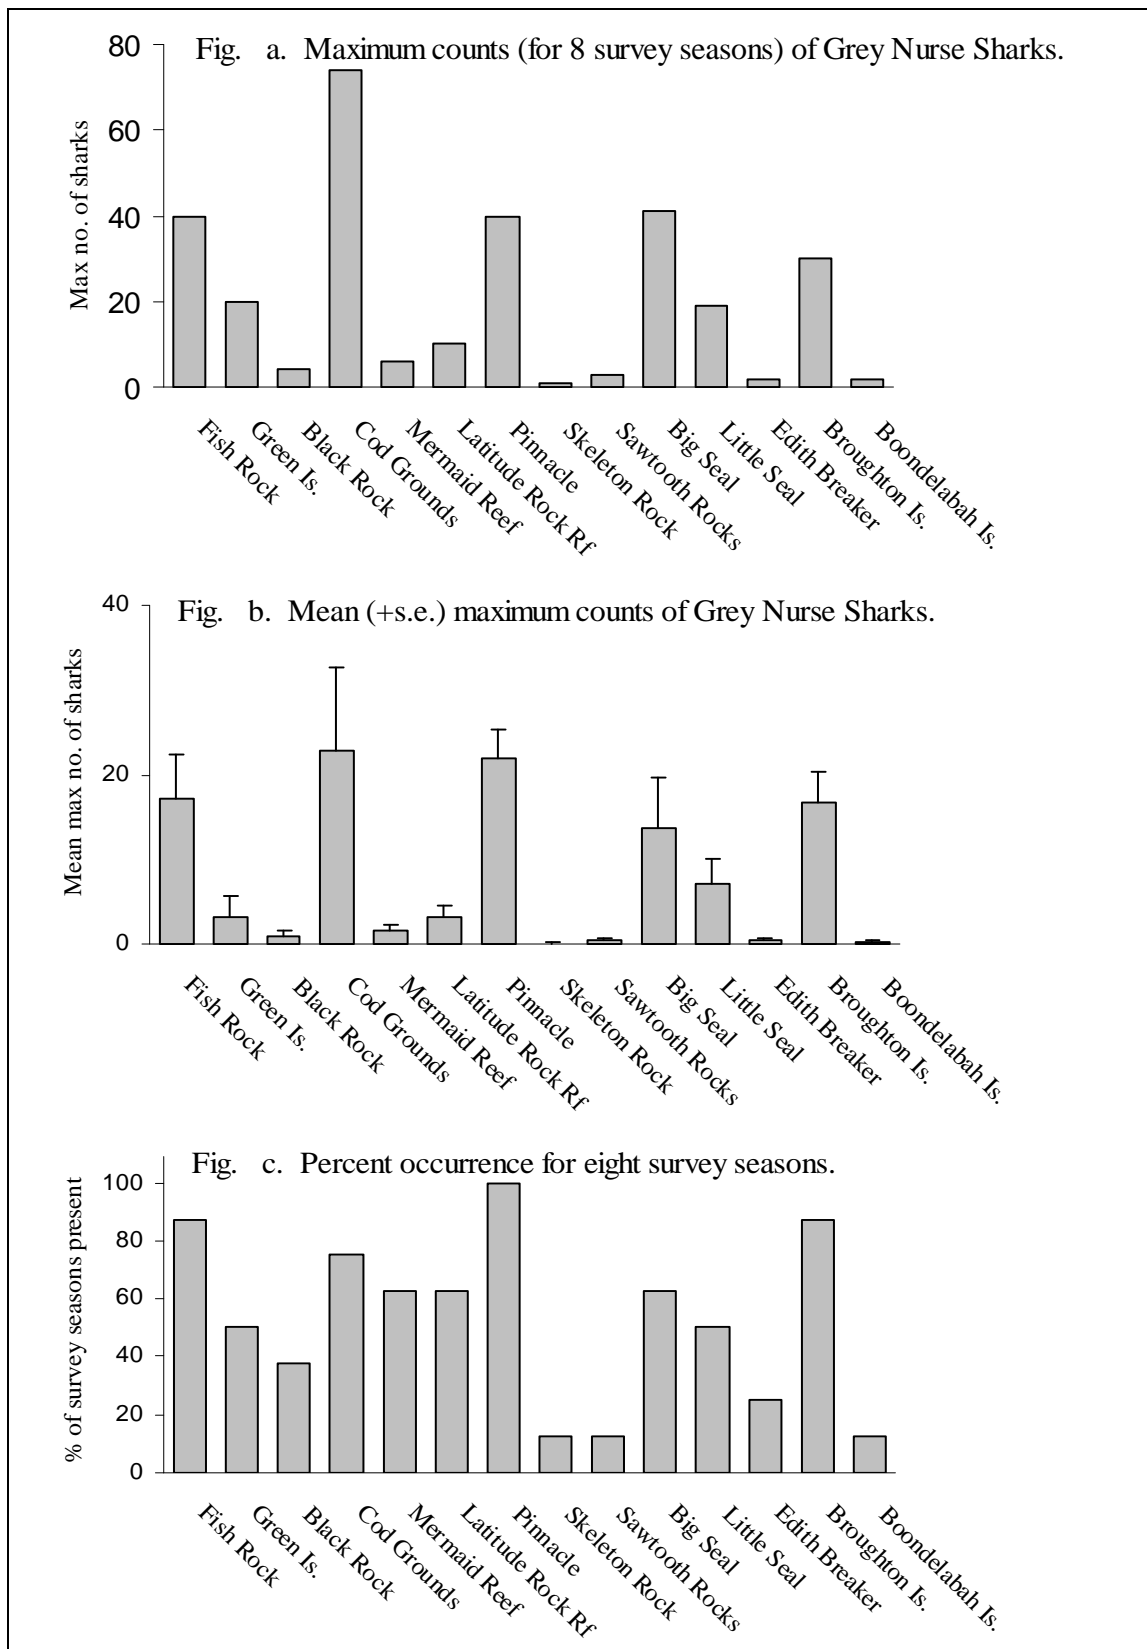 Fig. a. Maximum counts (for 8 survey seasons) of Grey Nurse Sharks.
Max no. of sharks
80
60
40
20
0
Fish Rock
Green Is.
Black Rock
Cod Grounds
Mermaid Reef
Latitude Rock Rf
Pinnacle
Skeleton Rock
Sawtooth Rocks
Big Seal
Little Seal
Edith Breaker
Broughton Is.
Boondelabah Is.
Fig. b. Mean (+s.e.) maximum counts of Grey Nurse Sharks.
Mean max no. of sharks
40
20
0
Fish Rock
Green Is.
Black Rock
Cod Grounds
Mermaid Reef
Latitude Rock Rf
Pinnacle
Skeleton Rock
Sawtooth Rocks
Big Seal
Little Seal
Edith Breaker
Broughton Is.
Boondelabah Is.
Fig. c. Percent occurrence for eight survey seasons.
% of survey seasons present
100
80
60
40
20
0
Fish Rock
Green Is.
Black Rock
Cod Grounds
Mermaid Reef
Latitude Rock Rf
Pinnacle
Skeleton Rock
Sawtooth Rocks
Big Seal
Little Seal
Edith Breaker
Broughton Is.
Boondelabah Is.